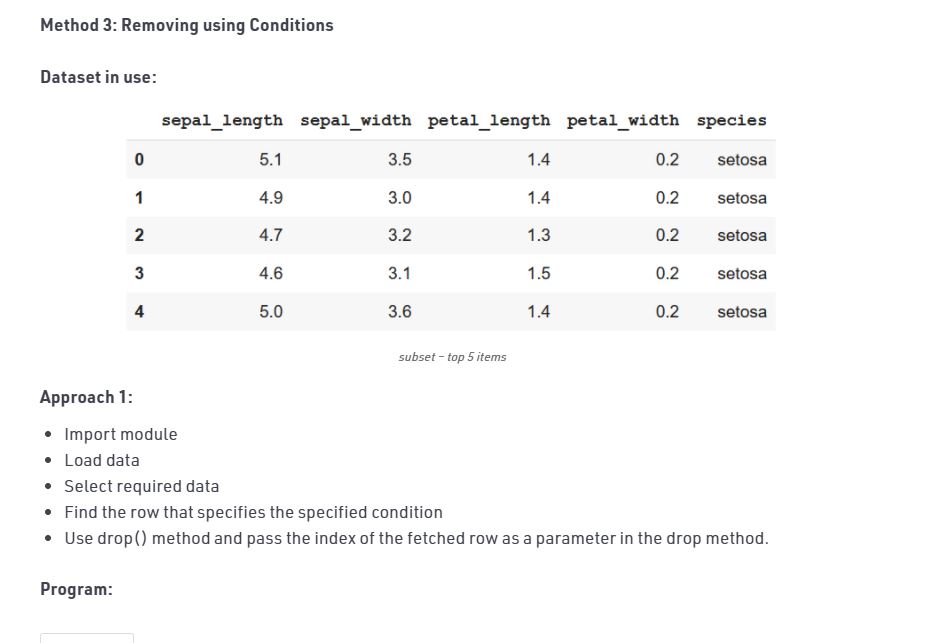 Method 3: Removing using Conditions
Dataset in use:
sepal_length sepal_width petal_length petal_width species
0 5.1 3.5 1.4 0.2 setosa
1 4.9 3.0 1.4 0.2 setosa
2 4.7 3.2 1.3 0.2 setosa
3 4.6 3.1 1.5 0.2 setosa
4 5.0 3.6 1.4 0.2 setosa
subset – top 5 items
Approach 1:
• Import module
• Load data
• Select required data
• Find the row that specifies the specified condition
• Use drop() method and pass the index of the fetched row as a parameter in the drop method.
Program: